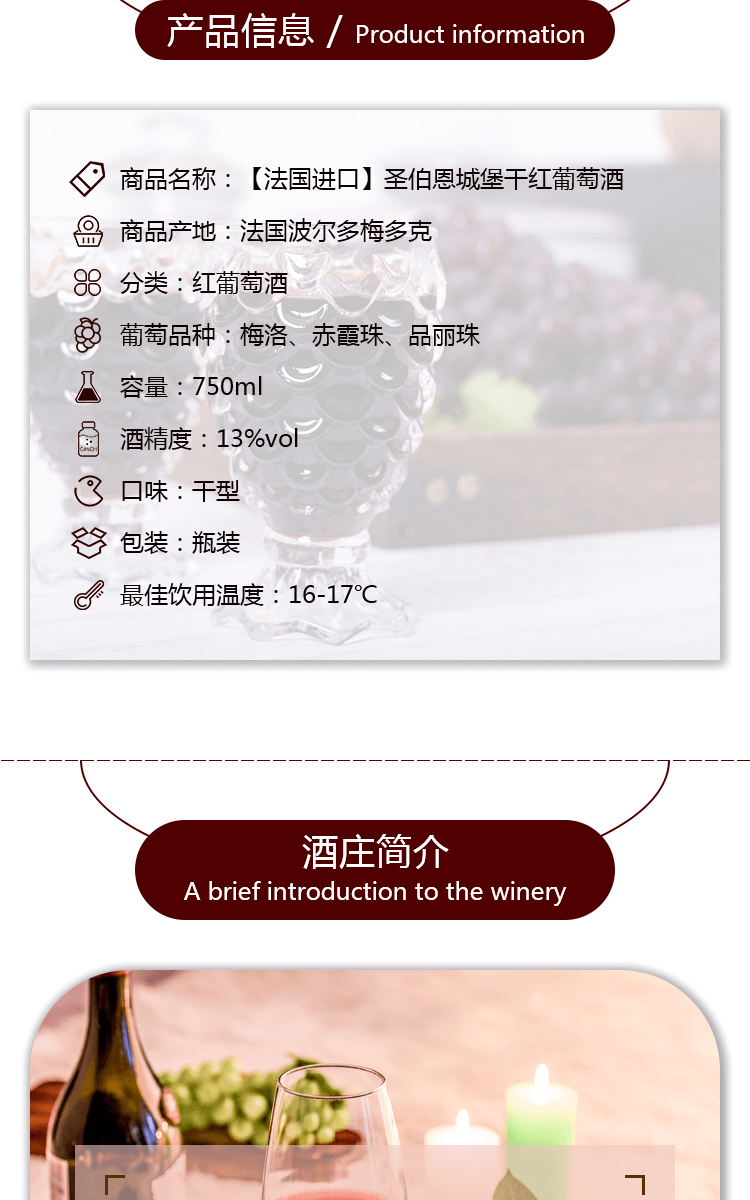 产品信息 / Product information
商品名称：【法国进口】圣伯恩城堡干红葡萄酒
商品产地：法国波尔多梅多克
分类：红葡萄酒
葡萄品种：梅洛、赤霞珠、品丽珠
容量：750ml
酒精度：13%vol
口味：干型
包装：瓶装
最佳饮用温度：16-17℃
酒庄简介
A brief introduction to the winery